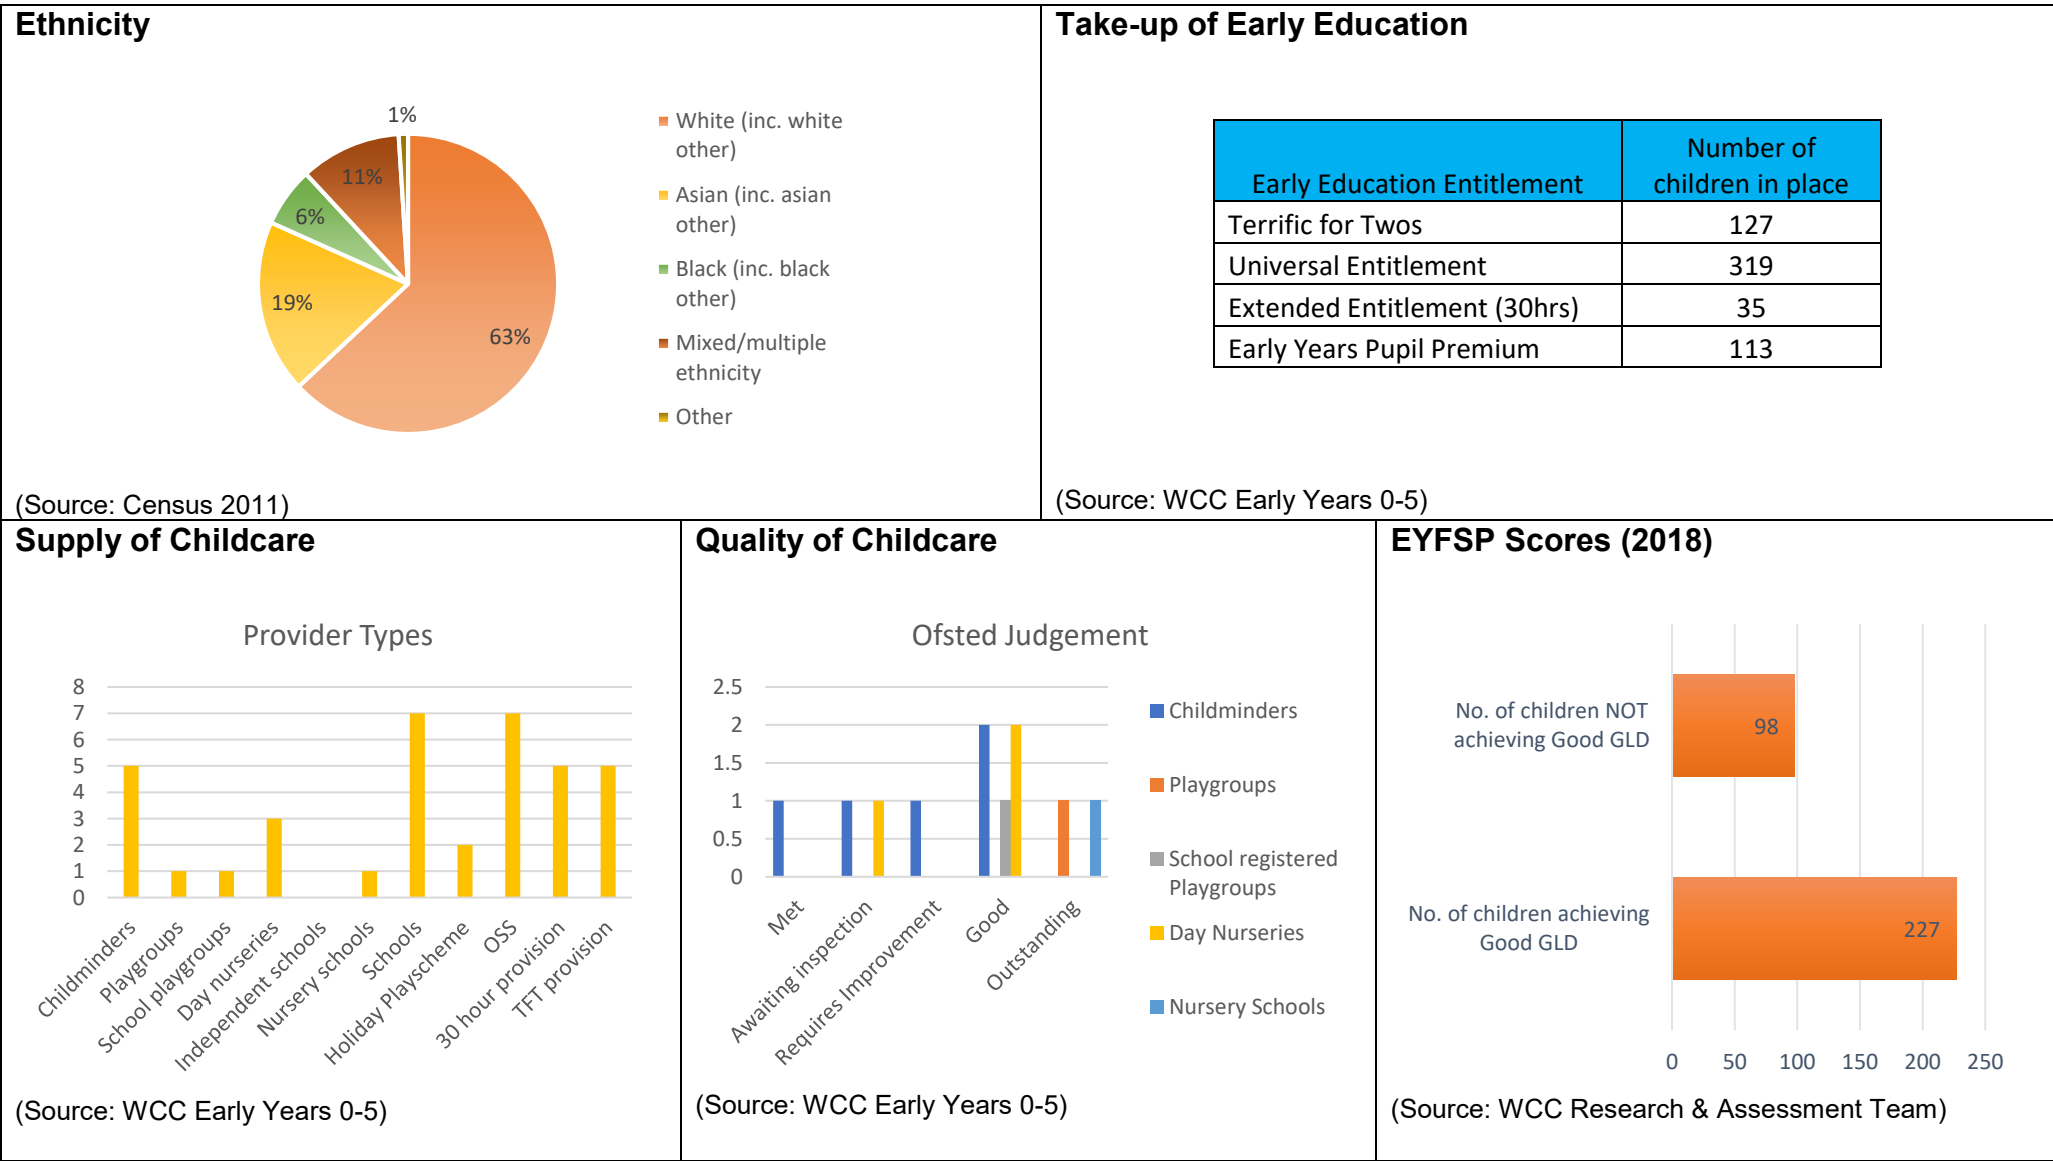 Ethnicity
1%
11%
6%
19%
63%
White (inc. white
other)
Asian (inc. asian
other)
Black (inc. black
other)
Mixed/multiple
ethnicity
Other
(Source: Census 2011)
Take-up of Early Education
Early Education Entitlement
Number of
children in place
Terrific for Twos 127
Universal Entitlement 319
Extended Entitlement (30hrs) 35
Early Years Pupil Premium 113
(Source: WCC Early Years 0-5)
Supply of Childcare
Provider Types
8
7
6
5
4
3
2
1
0
Childminders
Playgroups
School playgroups
Day nurseries
Independent schools
Nursery schools
Schools
Holiday Playscheme
OSS
30 hour provision
TFT provision
(Source: WCC Early Years 0-5)
Quality of Childcare
Ofsted Judgement
2.5
2
1.5
1
0.5
0
Met
Awaiting inspection
Requires Improvement
Good
Outstanding
Childminders
Playgroups
School registered
Playgroups
Day Nurseries
Nursery Schools
(Source: WCC Early Years 0-5)
EYFSP Scores (2018)
No. of children NOT
achieving Good GLD
98
No. of children achieving
Good GLD
227
0 50 100 150 200 250
(Source: WCC Research & Assessment Team)